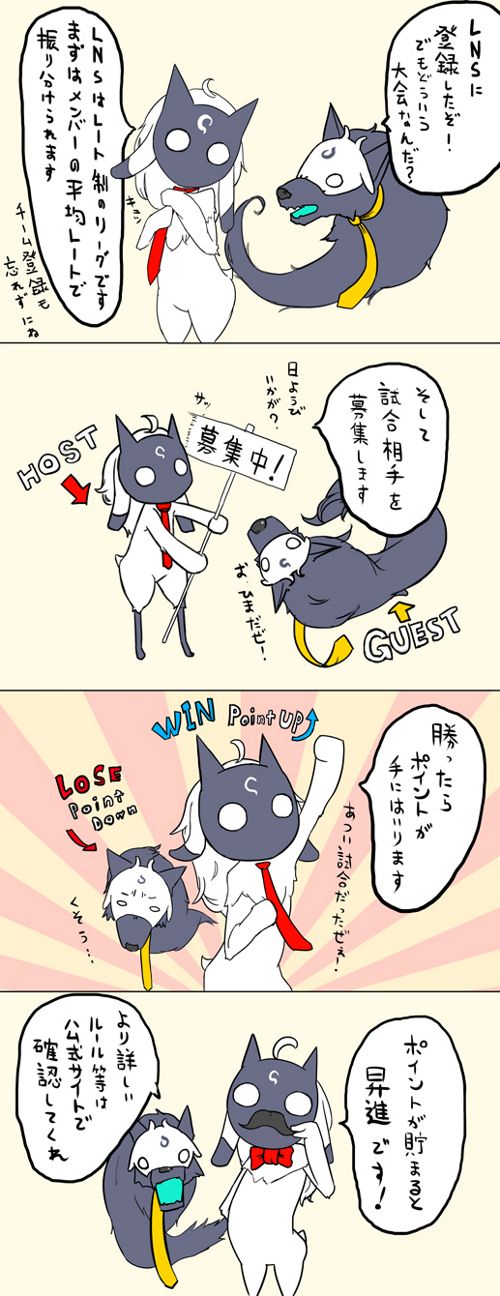 LNSに
登録したぞ!
でもどういう
大会なんだ?
LNSはレート制のリーグです
まずはメンバーの平均レートで
振り分けられます
キュッ
チーム登録も
忘れずにね
そして
試合相手を
募集します
日ようび
いかが?
サッ
募集中!
HOST
お、ひまだぜ!
GUEST
勝ったら
ポイントが
手にはいります
WIN Point UP
LOSE
Point
Down
あつい試合だったぜぇ!
くそぅ…
ポイントが貯まると
昇進です!
より詳しい
ルール等は
公式サイトで
確認してくれ
LNS